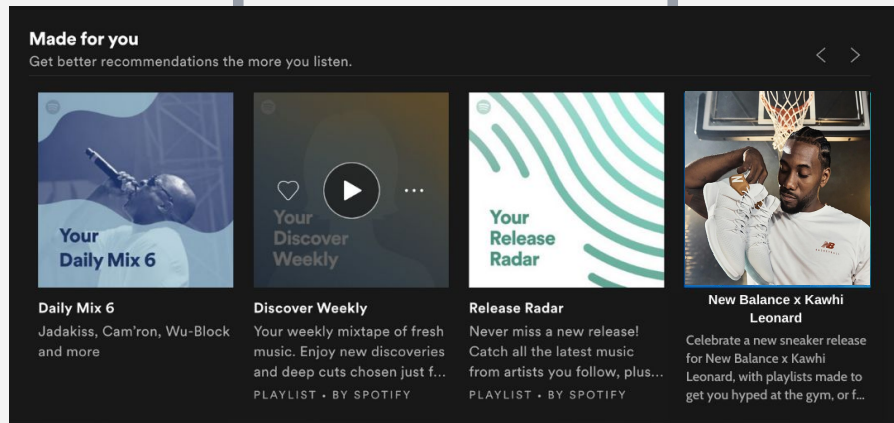 Made for you
Get better recommendations the more you listen.
Your
Daily Mix 6
Your
Discover
Weekly
Your
Release
Radar
NB
Daily Mix 6
Jadakiss, Cam'ron, Wu-Block
and more
Discover Weekly
Your weekly mixtape of fresh
music. Enjoy new discoveries
and deep cuts chosen just f...
PLAYLIST • BY SPOTIFY
Release Radar
Never miss a new release!
Catch all the latest music
from artists you follow, plus...
PLAYLIST • BY SPOTIFY
New Balance x Kawhi
Leonard
Celebrate a new sneaker release
for New Balance x Kawhi
Leonard, with playlists made to
get you hyped at the gym, or f...